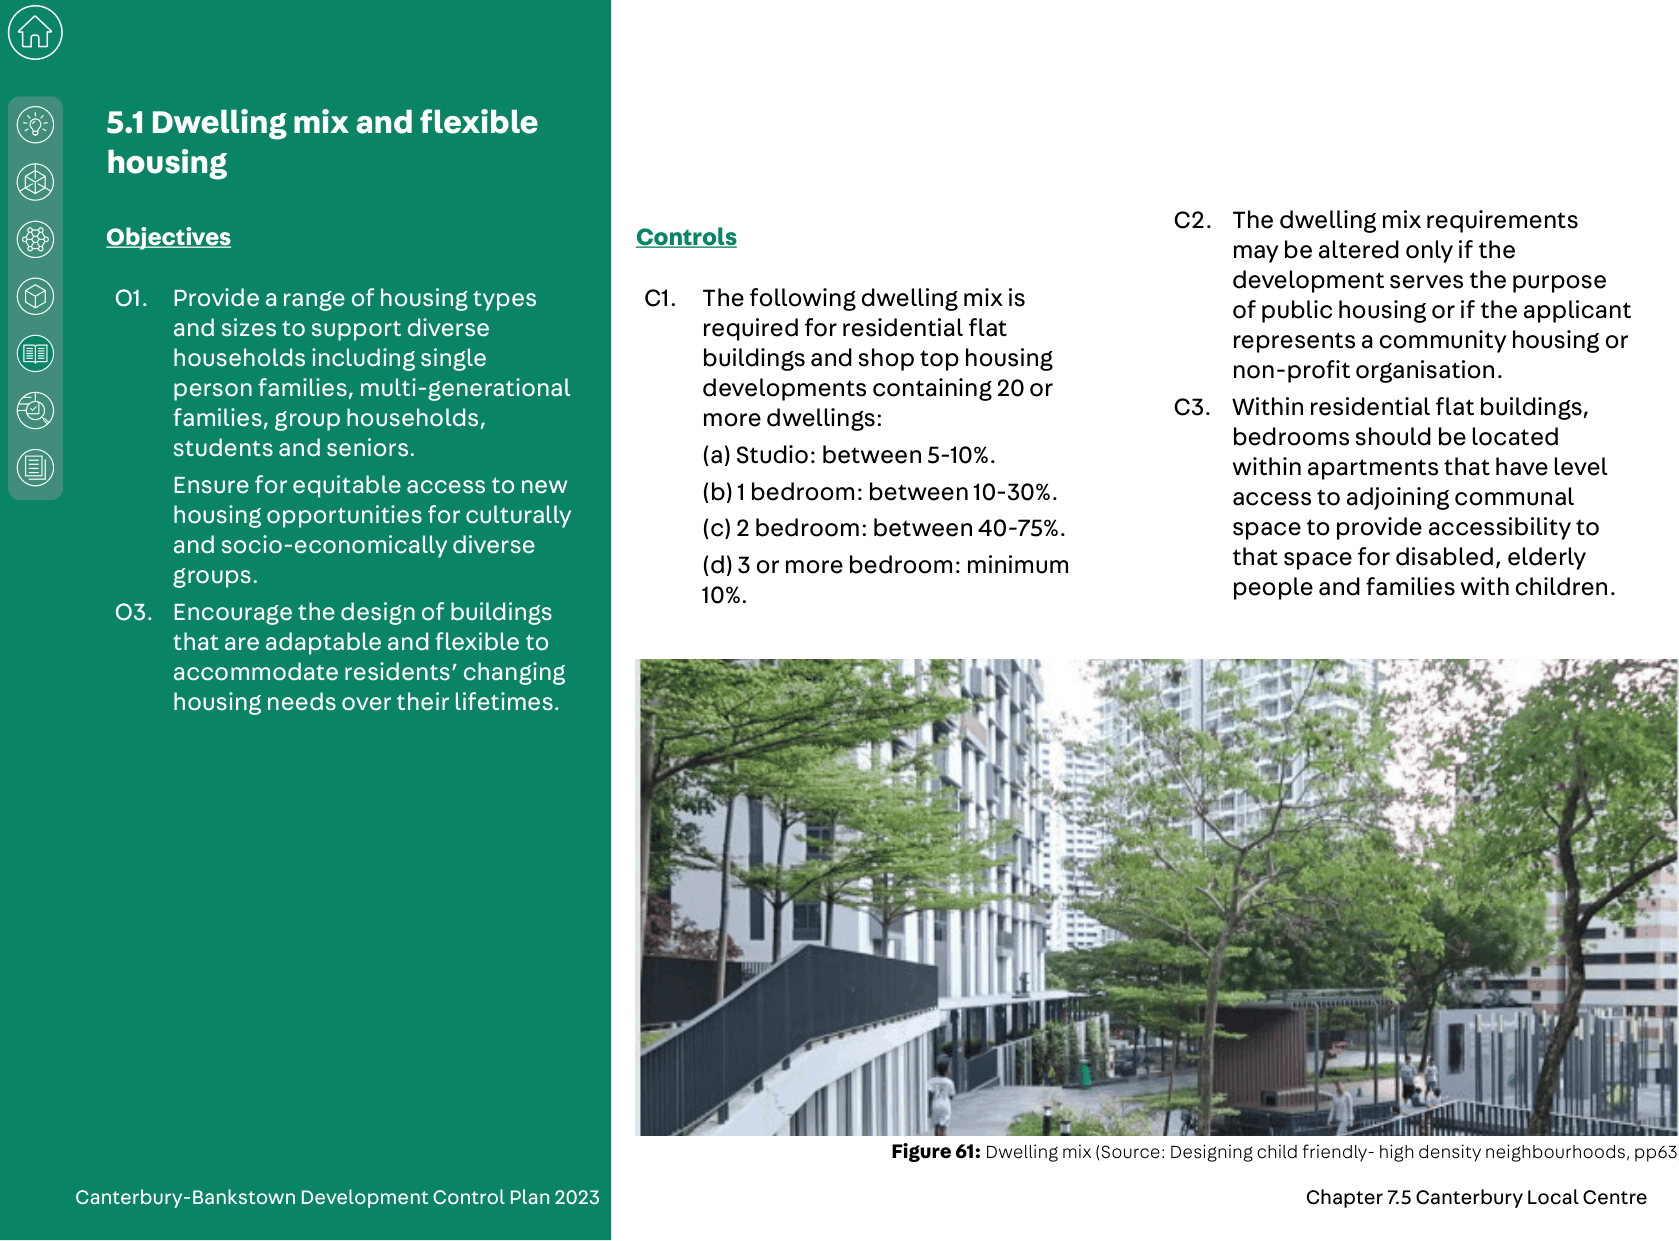 5.1 Dwelling mix and flexible
housing
Objectives
O1. Provide a range of housing types
and sizes to support diverse
households including single
person families, multi-generational
families, group households,
students and seniors.
Ensure for equitable access to new
housing opportunities for culturally
and socio-economically diverse
groups.
O3. Encourage the design of buildings
that are adaptable and flexible to
accommodate residents’ changing
housing needs over their lifetimes.
Controls
C1. The following dwelling mix is
required for residential flat
buildings and shop top housing
developments containing 20 or
more dwellings:
(a) Studio: between 5-10%.
(b) 1 bedroom: between 10-30%.
(c) 2 bedroom: between 40-75%.
(d) 3 or more bedroom: minimum
10%.
C2. The dwelling mix requirements
may be altered only if the
development serves the purpose
of public housing or if the applicant
represents a community housing or
non-profit organisation.
C3. Within residential flat buildings,
bedrooms should be located
within apartments that have level
access to adjoining communal
space to provide accessibility to
that space for disabled, elderly
people and families with children.
Figure 61: Dwelling mix (Source: Designing child friendly- high density neighbourhoods, pp63
Canterbury-Bankstown Development Control Plan 2023
Chapter 7.5 Canterbury Local Centre